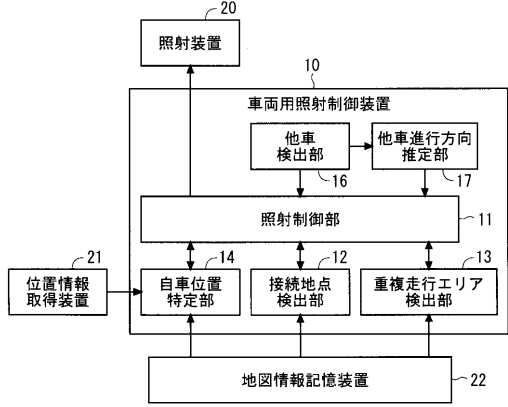 20
照射装置
10
車両用照射制御装置
他車
検出部
他車進行方向
推定部
16
17
照射制御部
11
21
14
12
13
位置情報
取得装置
自車位置
特定部
接続地点
検出部
重複走行エリア
検出部
地図情報記憶装置
22